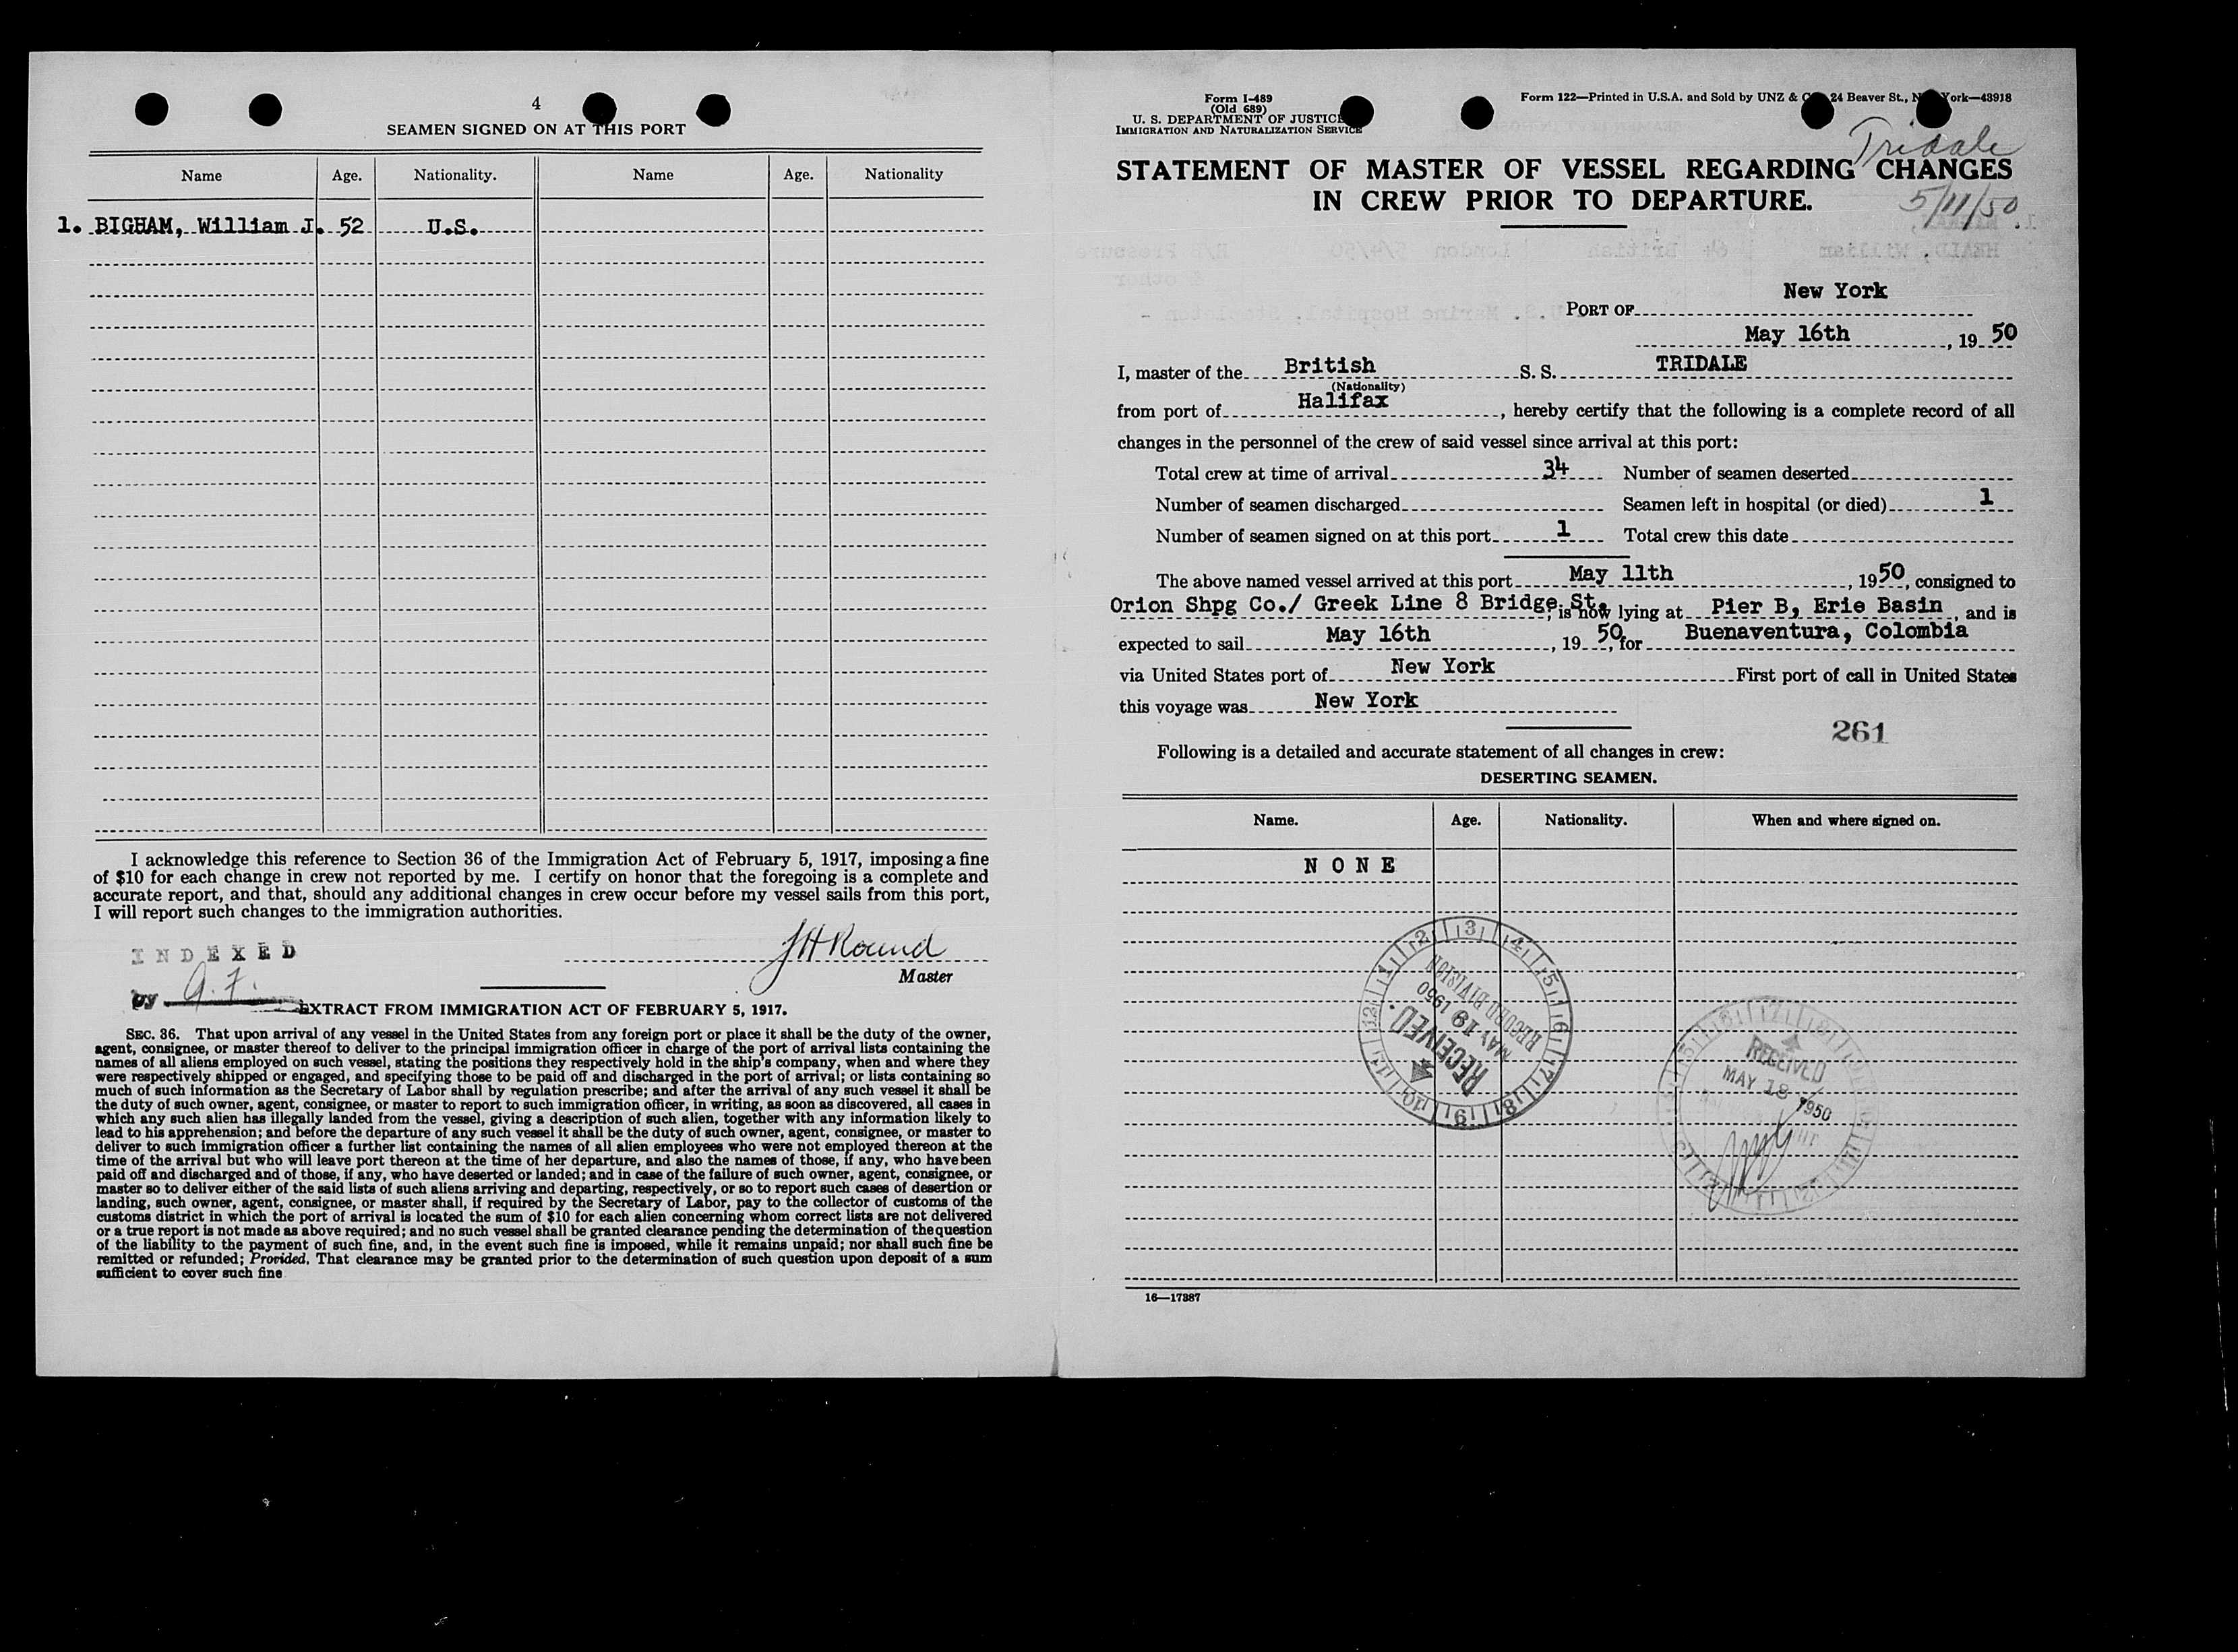 4
SEAMEN SIGNED ON AT THIS PORT
Name Age. Nationality. Name Age. Nationality
1. BIGHAM, William J. 52 U.S.
I acknowledge this reference to Section 36 of the Immigration Act of February 5, 1917, imposing a fine
of $10 for each change in crew not reported by me. I certify on honor that the foregoing is a complete and
accurate report, and that, should any additional changes in crew occur before my vessel sails from this port,
I will report such changes to the immigration authorities.
INDEXED
JH Round
Master
by
EXTRACT FROM IMMIGRATION ACT OF FEBRUARY 5, 1917.
SEC. 36. That upon arrival of any vessel in the United States from any foreign port or place it shall be the duty of the owner,
agent, consignee, or master thereof to deliver to the principal immigration officer in charge of the port of arrival lists containing the
names of all aliens employed on such vessel, stating the positions they respectively hold in the ship's company, when and where they
were respectively shipped or engaged, and specifying those to be paid off and discharged in the port of arrival; or lists containing so
much of such information as the Secretary of Labor shall by regulation prescribe; and after the arrival of any such vessel it shall be
the duty of such owner, agent, consignee, or master to report to such immigration officer, in writing, as soon as discovered, all cases in
which any such alien has illegally landed from the vessel, giving a description of such alien, together with any information likely to
lead to his apprehension; and before the departure of any such vessel it shall be the duty of such owner, agent, consignee, or master to
deliver to such immigration officer a further list containing the names of all alien employees who were not employed thereon at the
time of the arrival but who will leave port thereon at the time of her departure, and also the names of those, if any, who have been
paid off and discharged and of those, if any, who have deserted or landed; and in case of the failure of such owner, agent, consignee, or
master so to deliver either of the said lists of such aliens arriving and departing, respectively, or so to report such cases of desertion or
landing, such owner, agent, consignee, or master shall, if required by the Secretary of Labor, pay to the collector of customs of the
customs district in which the port of arrival is located the sum of $10 for each alien concerning whom correct lists are not delivered
or a true report is not made as above required; and no such vessel shall be granted clearance pending the determination of the question
of the liability to the payment of such fine, and, in the event such fine is imposed, while it remains unpaid; nor shall such fine be
remitted or refunded; Provided, That clearance may be granted prior to the determination of such question upon deposit of a sum
sufficient to cover such fine
Form I-489
(Old 689)
U. S. DEPARTMENT OF JUSTICE
IMMIGRATION AND NATURALIZATION SERVICE
Form 122—Printed in U.S.A. and Sold by UNZ & 24 Beaver St., York—43918
Tridale
STATEMENT OF MASTER OF VESSEL REGARDING CHANGES
IN CREW PRIOR TO DEPARTURE.
5/11/50
PORT OF New York
May 16th, 19 50
I, master of the British S. S. TRIDALE
(Nationality)
from port of Halifax, hereby certify that the following is a complete record of all
changes in the personnel of the crew of said vessel since arrival at this port:
Total crew at time of arrival 34 Number of seamen deserted
Number of seamen discharged Seamen left in hospital (or died) 1
Number of seamen signed on at this port 1 Total crew this date
The above named vessel arrived at this port May 11th, 19 50, consigned to
Orion Shpg Co./ Greek Line 8 Bridge St., is now lying at Pier B, Erie Basin, and is
expected to sail May 16th, 19 50, for Buenaventura, Colombia
via United States port of New York First port of call in United States
this voyage was New York
261
Following is a detailed and accurate statement of all changes in crew:
DESERTING SEAMEN.
Name. Age. Nationality. When and where signed on.
NONE
RECEIVED
MAY 19 1950
RECORD DIVISION
RECEIVED
MAY 18 1950
16—17887